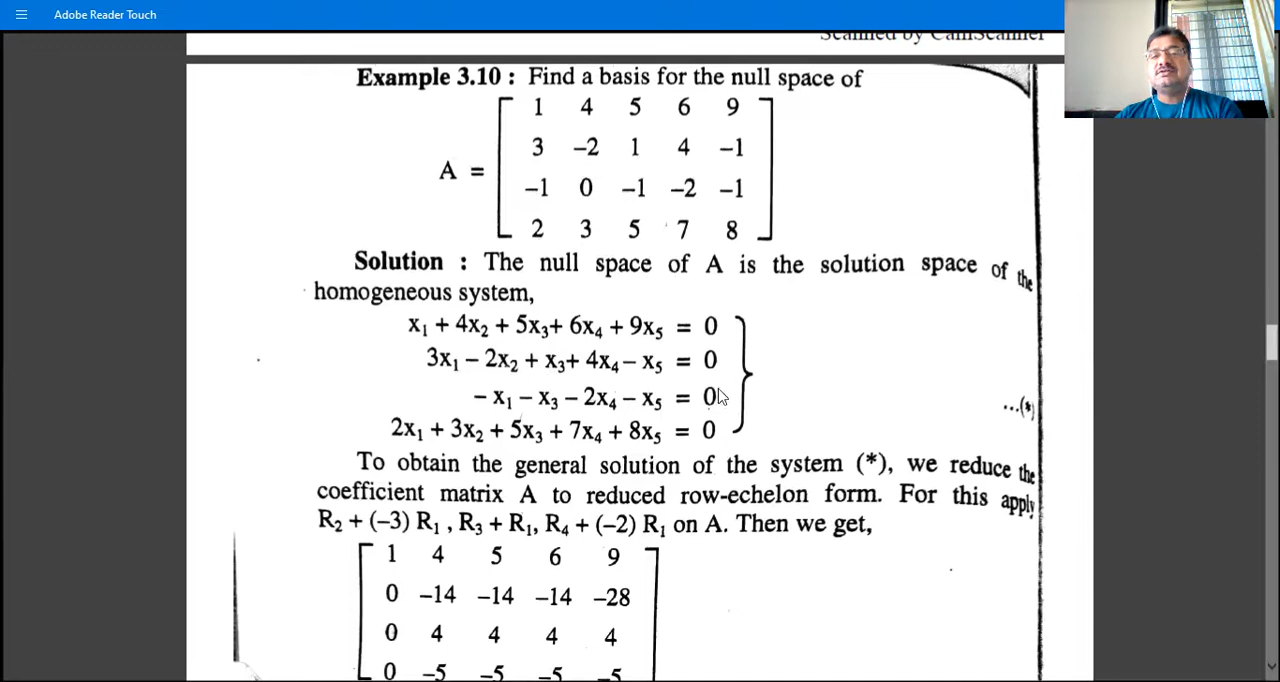 Adobe Reader Touch
Scanned by CamScanner
Example 3.10 : Find a basis for the null space of
1 4 5 6 9
3 −2 1 4 −1
A =
−1 0 −1 −2 −1
2 3 5 7 8
Solution : The null space of A is the solution space of the
homogeneous system,
x₁ + 4x₂ + 5x₃+ 6x₄ + 9x₅ = 0
3x₁ − 2x₂ + x₃+ 4x₄ − x₅ = 0
− x₁ − x₃ − 2x₄ − x₅ = 0
...(*)
2x₁ + 3x₂ + 5x₃ + 7x₄ + 8x₅ = 0
To obtain the general solution of the system (*), we reduce the
coefficient matrix A to reduced row-echelon form. For this apply
R₂ + (−3) R₁ , R₃ + R₁, R₄ + (−2) R₁ on A. Then we get,
1 4 5 6 9
0 −14 −14 −14 −28
0 4 4 4 4
0 −5 −5 −5 −5